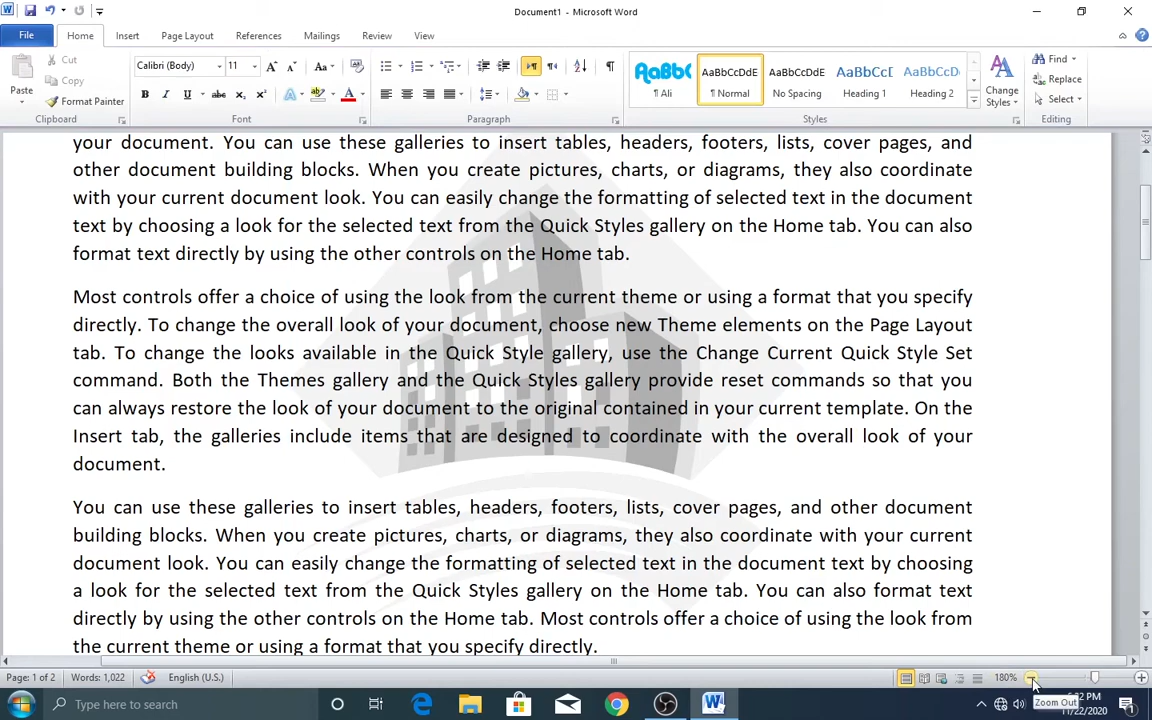 Document1 - Microsoft Word
File Home Insert Page Layout References Mailings Review View
Cut
Copy
Format Painter
Paste
Clipboard
Calibri (Body) 11
Font
Paragraph
AaBbCc AaBbCcDdE AaBbCcDdE AaBbC AaBbCcD
¶ Ali ¶ Normal No Spacing Heading 1 Heading 2
Change
Styles
Styles
Find
Replace
Select
Editing
your document. You can use these galleries to insert tables, headers, footers, lists, cover pages, and
other document building blocks. When you create pictures, charts, or diagrams, they also coordinate
with your current document look. You can easily change the formatting of selected text in the document
text by choosing a look for the selected text from the Quick Styles gallery on the Home tab. You can also
format text directly by using the other controls on the Home tab.
Most controls offer a choice of using the look from the current theme or using a format that you specify
directly. To change the overall look of your document, choose new Theme elements on the Page Layout
tab. To change the looks available in the Quick Style gallery, use the Change Current Quick Style Set
command. Both the Themes gallery and the Quick Styles gallery provide reset commands so that you
can always restore the look of your document to the original contained in your current template. On the
Insert tab, the galleries include items that are designed to coordinate with the overall look of your
document.
You can use these galleries to insert tables, headers, footers, lists, cover pages, and other document
building blocks. When you create pictures, charts, or diagrams, they also coordinate with your current
document look. You can easily change the formatting of selected text in the document text by choosing
a look for the selected text from the Quick Styles gallery on the Home tab. You can also format text
directly by using the other controls on the Home tab. Most controls offer a choice of using the look from
the current theme or using a format that you specify directly.
Page: 1 of 2 Words: 1,022 English (U.S.) 180%
Zoom Out
Type here to search
PM
11/22/2020